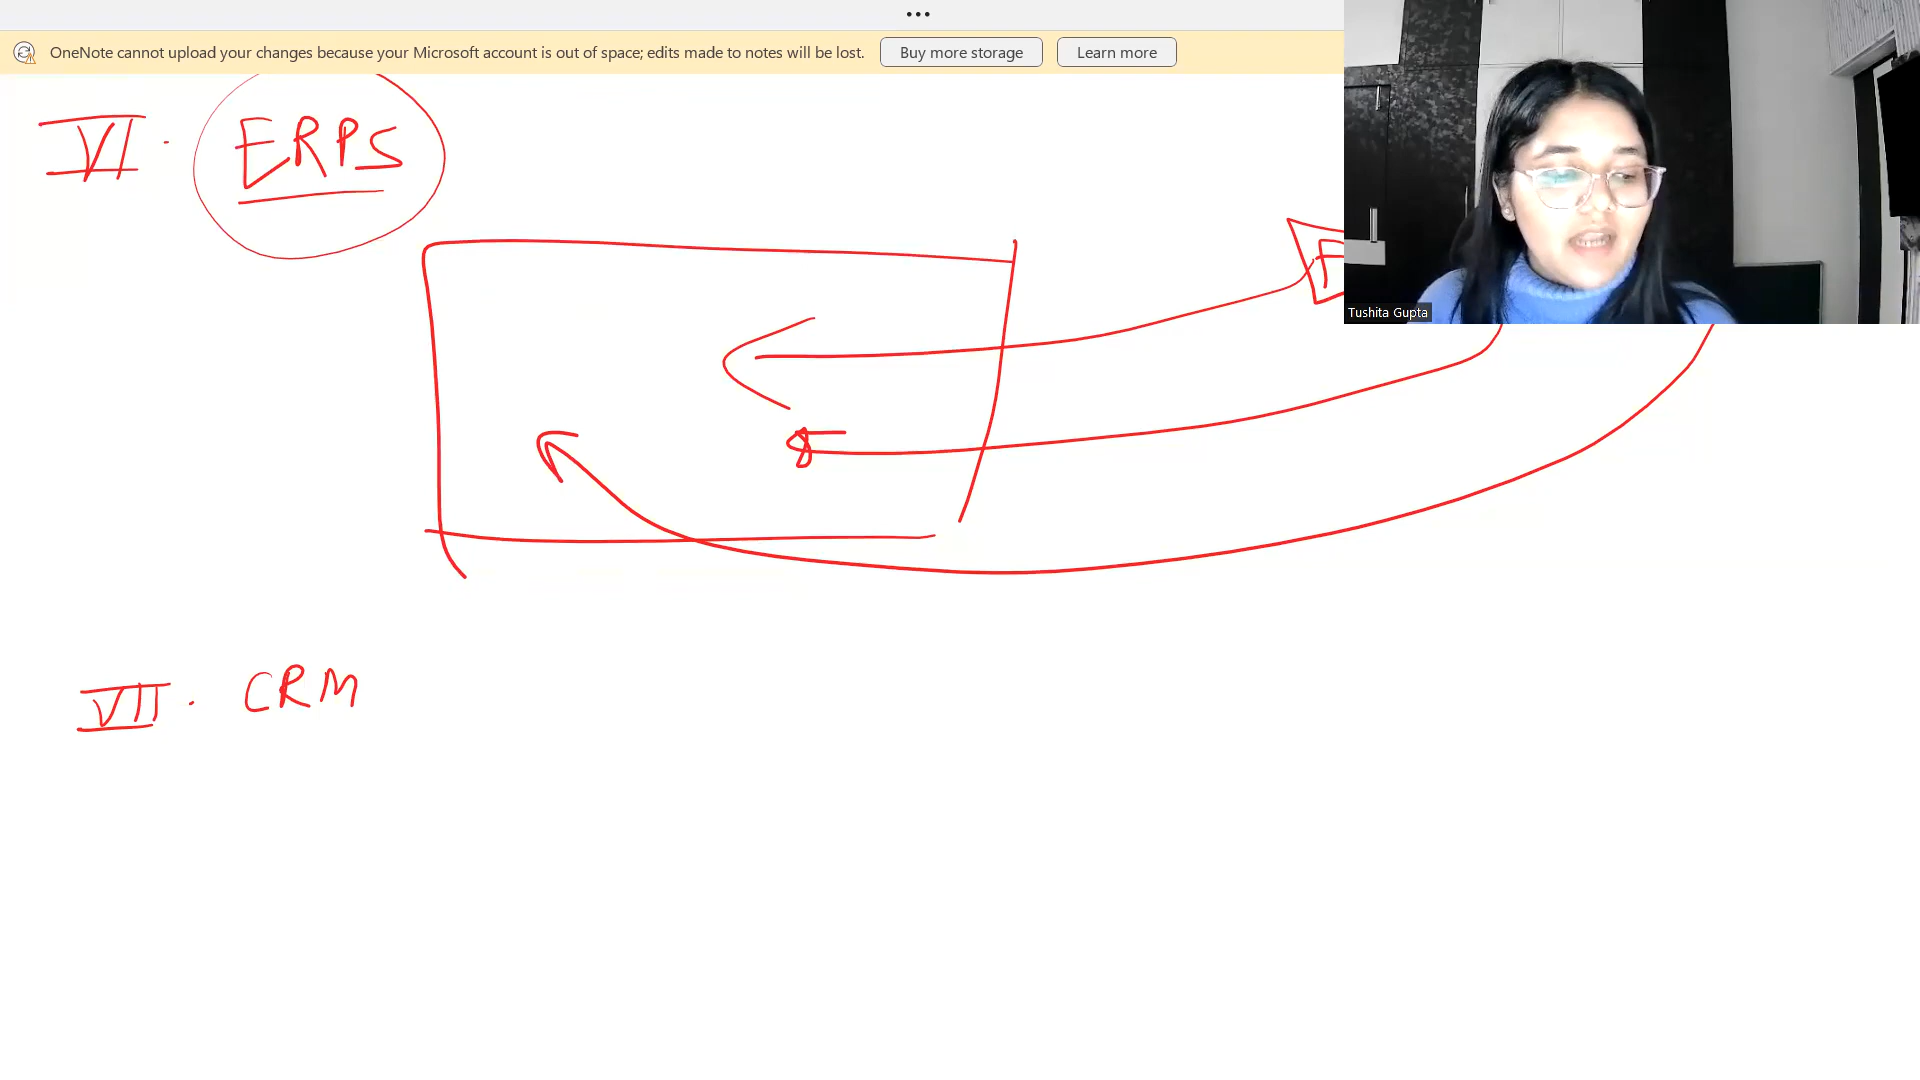 OneNote cannot upload your changes because your Microsoft account is out of space; edits made to notes will be lost. Buy more storage Learn more
VI. ERPS
F
Tushita Gupta
VII. CRM